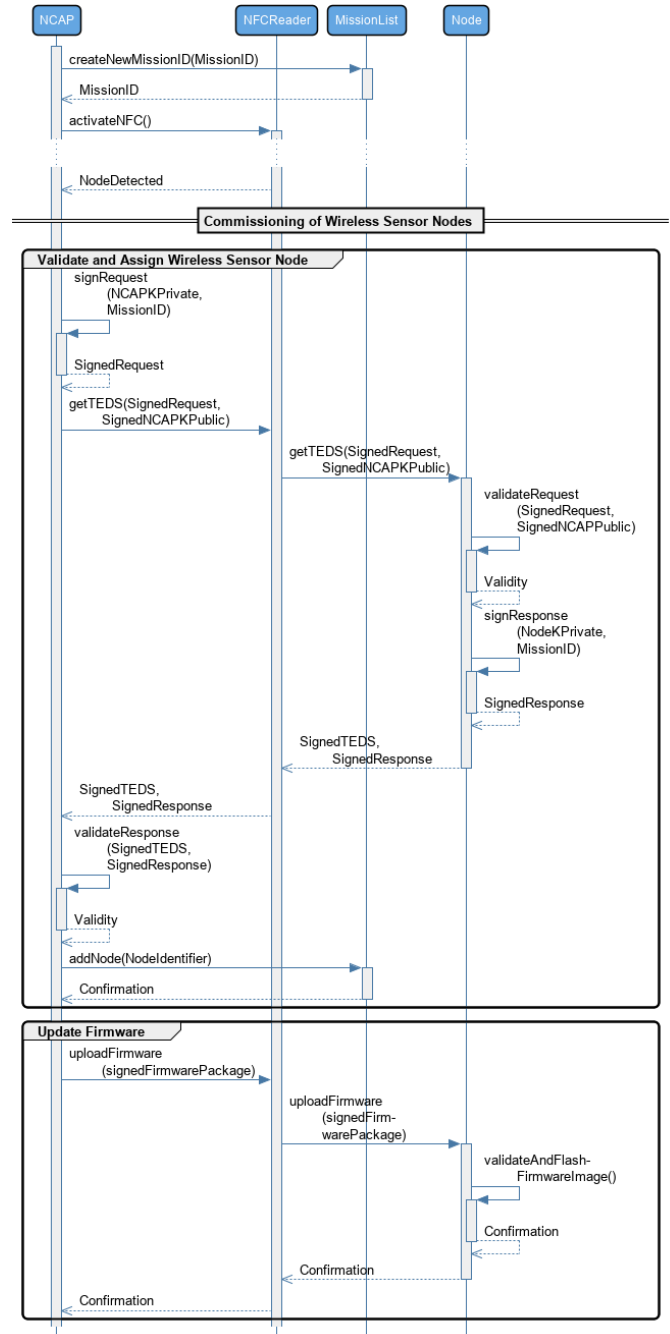 NCAP
NFCReader
MissionList
Node
createNewMissionID(MissionID)
MissionID
activateNFC()
NodeDetected
Commissioning of Wireless Sensor Nodes
Validate and Assign Wireless Sensor Node
signRequest
(NCAPKPrivate,
MissionID)
SignedRequest
getTEDS(SignedRequest,
SignedNCAPKPublic)
getTEDS(SignedRequest,
SignedNCAPKPublic)
validateRequest
(SignedRequest,
SignedNCAPPublic)
Validity
signResponse
(NodeKPrivate,
MissionID)
SignedResponse
SignedTEDS,
SignedResponse
SignedTEDS,
SignedResponse
validateResponse
(SignedTEDS,
SignedResponse)
Validity
addNode(NodeIdentifier)
Confirmation
Update Firmware
uploadFirmware
(signedFirmwarePackage)
uploadFirmware
(signedFirm-
warePackage)
validateAndFlash-
FirmwareImage()
Confirmation
Confirmation
Confirmation